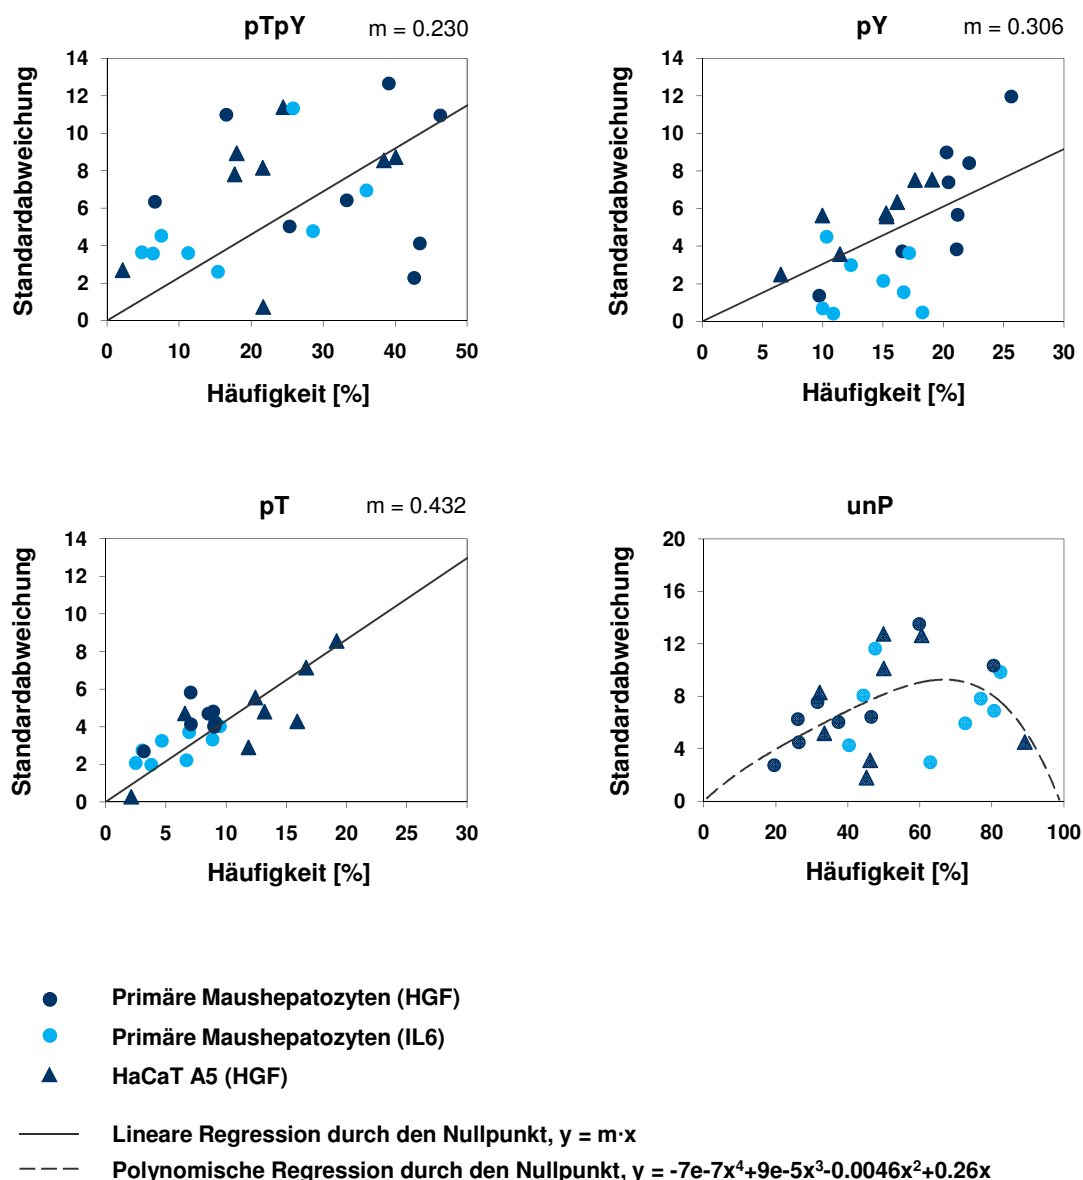 pTpY
m = 0.230
Standardabweichung
14
12
10
8
6
4
2
0
0 10 20 30 40 50
Häufigkeit [%]
pY
m = 0.306
Standardabweichung
14
12
10
8
6
4
2
0
0 5 10 15 20 25 30
Häufigkeit [%]
pT
m = 0.432
Standardabweichung
14
12
10
8
6
4
2
0
0 5 10 15 20 25 30
Häufigkeit [%]
unP
Standardabweichung
20
16
12
8
4
0
0 20 40 60 80 100
Häufigkeit [%]
Primäre Maushepatozyten (HGF)
Primäre Maushepatozyten (IL6)
HaCaT A5 (HGF)
Lineare Regression durch den Nullpunkt, y = m·x
Polynomische Regression durch den Nullpunkt, y = -7e-7x⁴+9e-5x³-0.0046x²+0.26x